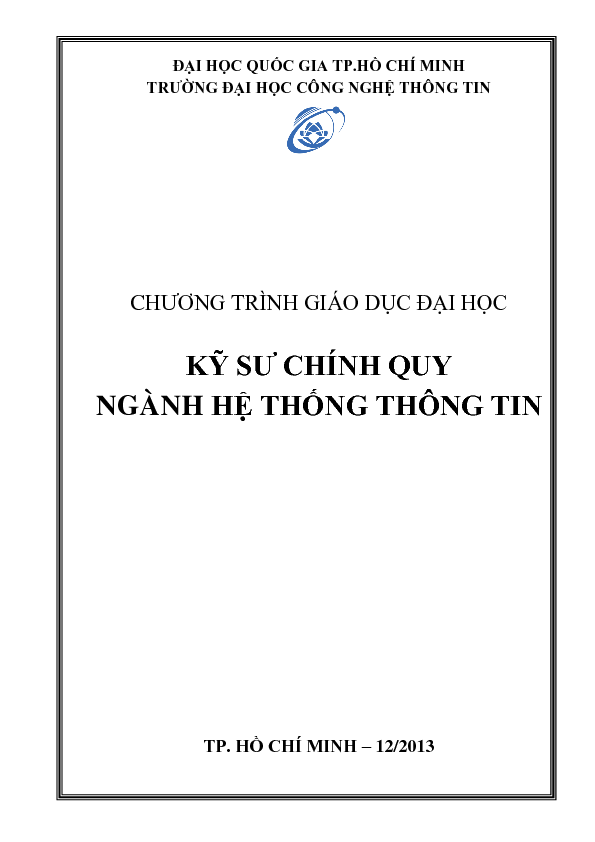 ĐẠI HỌC QUỐC GIA TP.HỒ CHÍ MINH
TRƯỜNG ĐẠI HỌC CÔNG NGHỆ THÔNG TIN
CHƯƠNG TRÌNH GIÁO DỤC ĐẠI HỌC
KỸ SƯ CHÍNH QUY
NGÀNH HỆ THỐNG THÔNG TIN
TP. HỒ CHÍ MINH – 12/2013